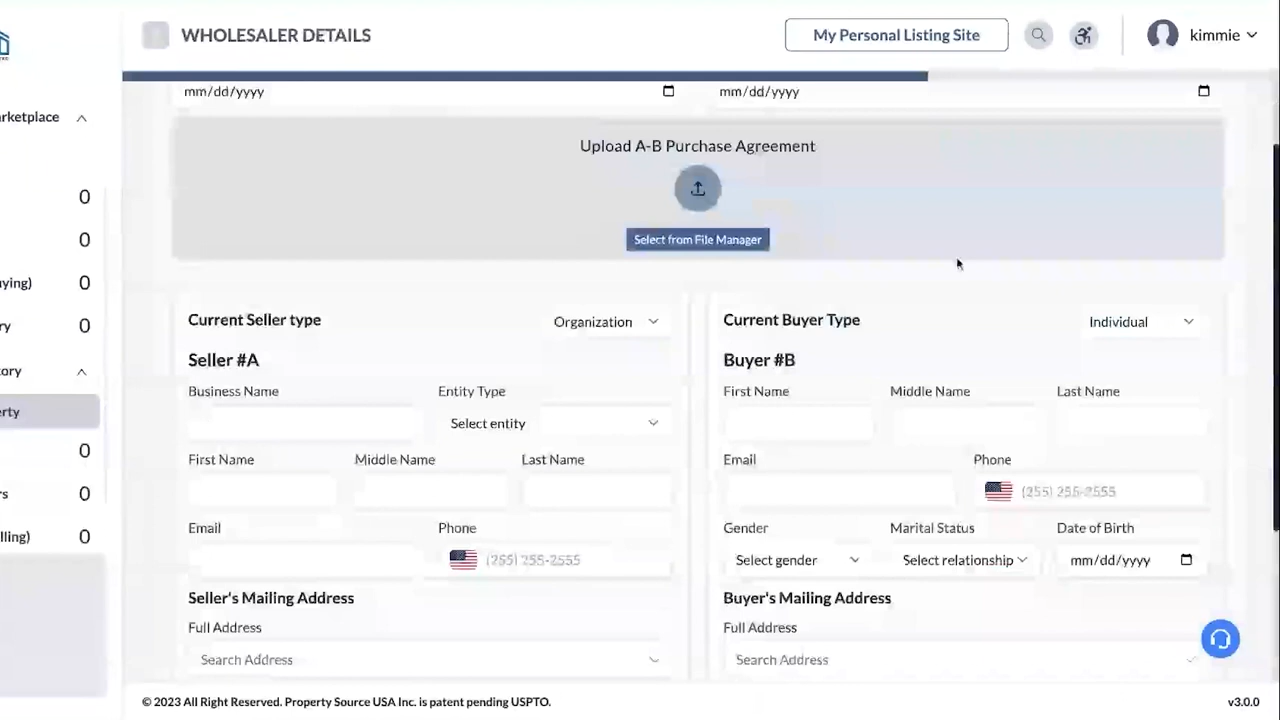 WHOLESALER DETAILS
My Personal Listing Site
kimmie
mm/dd/yyyy
mm/dd/yyyy
arketplace
0
0
ying)
0
ry
0
ory
erty
0
rs
0
lling)
0
Upload A-B Purchase Agreement
Select from File Manager
Current Seller type
Organization
Seller #A
Business Name
Entity Type
Select entity
First Name
Middle Name
Last Name
Email
Phone
(255) 255-2555
Seller's Mailing Address
Full Address
Search Address
Current Buyer Type
Individual
Buyer #B
First Name
Middle Name
Last Name
Email
Phone
(255) 255-2555
Gender
Marital Status
Date of Birth
Select gender
Select relationship
mm/dd/yyyy
Buyer's Mailing Address
Full Address
Search Address
© 2023 All Right Reserved. Property Source USA Inc. is patent pending USPTO.
v3.0.0